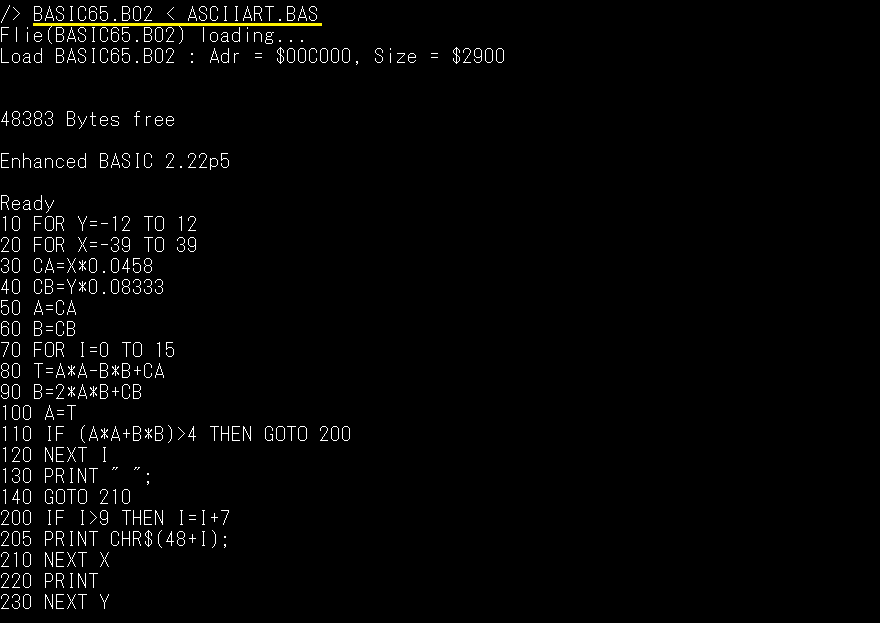 /> BASIC65.B02 < ASCIIART.BAS
Flie(BASIC65.B02) loading...
Load BASIC65.B02 : Adr = $00C000, Size = $2900
48383 Bytes free
Enhanced BASIC 2.22p5
Ready
10 FOR Y=-12 TO 12
20 FOR X=-39 TO 39
30 CA=X*0.0458
40 CB=Y*0.08333
50 A=CA
60 B=CB
70 FOR I=0 TO 15
80 T=A*A-B*B+CA
90 B=2*A*B+CB
100 A=T
110 IF (A*A+B*B)>4 THEN GOTO 200
120 NEXT I
130 PRINT " ";
140 GOTO 210
200 IF I>9 THEN I=I+7
205 PRINT CHR$(48+I);
210 NEXT X
220 PRINT
230 NEXT Y